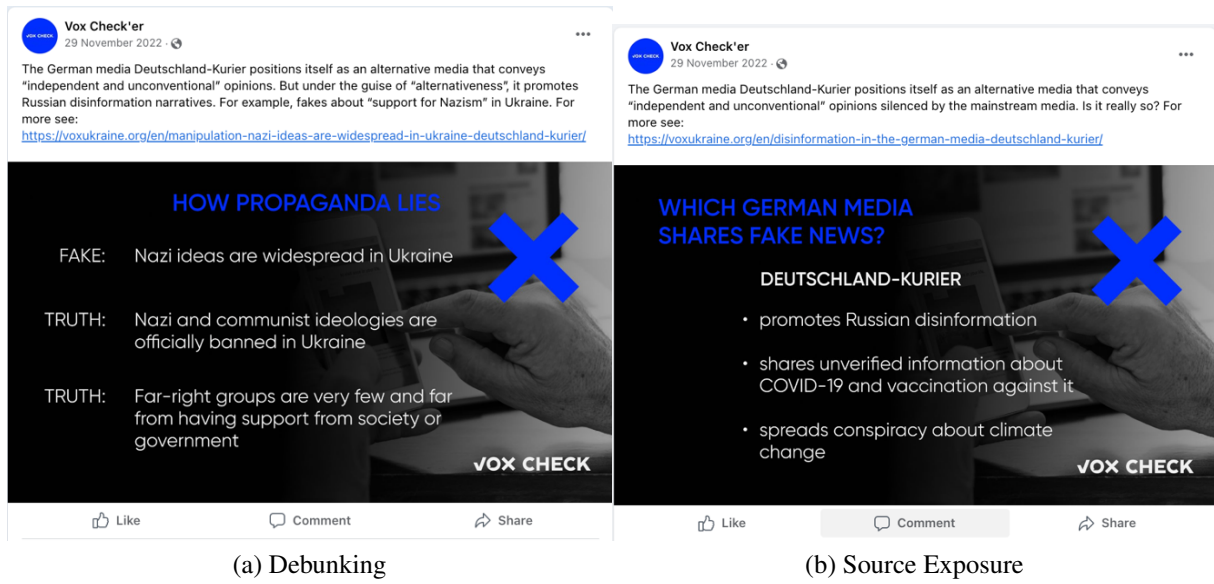 VOX CHECK
Vox Check'er
29 November 2022 ·
The German media Deutschland-Kurier positions itself as an alternative media that conveys
“independent and unconventional” opinions. But under the guise of “alternativeness”, it promotes
Russian disinformation narratives. For example, fakes about “support for Nazism” in Ukraine. For
more see:
https://voxukraine.org/en/manipulation-nazi-ideas-are-widespread-in-ukraine-deutschland-kurier/
HOW PROPAGANDA LIES
FAKE: Nazi ideas are widespread in Ukraine
TRUTH: Nazi and communist ideologies are
officially banned in Ukraine
TRUTH: Far-right groups are very few and far
from having support from society or
government
VOX CHECK
Like Comment Share
(a) Debunking
VOX CHECK
Vox Check'er
29 November 2022 ·
The German media Deutschland-Kurier positions itself as an alternative media that conveys
“independent and unconventional” opinions silenced by the mainstream media. Is it really so? For
more see:
https://voxukraine.org/en/disinformation-in-the-german-media-deutschland-kurier/
WHICH GERMAN MEDIA
SHARES FAKE NEWS?
DEUTSCHLAND-KURIER
• promotes Russian disinformation
• shares unverified information about
COVID-19 and vaccination against it
• spreads conspiracy about climate
change
VOX CHECK
Like Comment Share
(b) Source Exposure